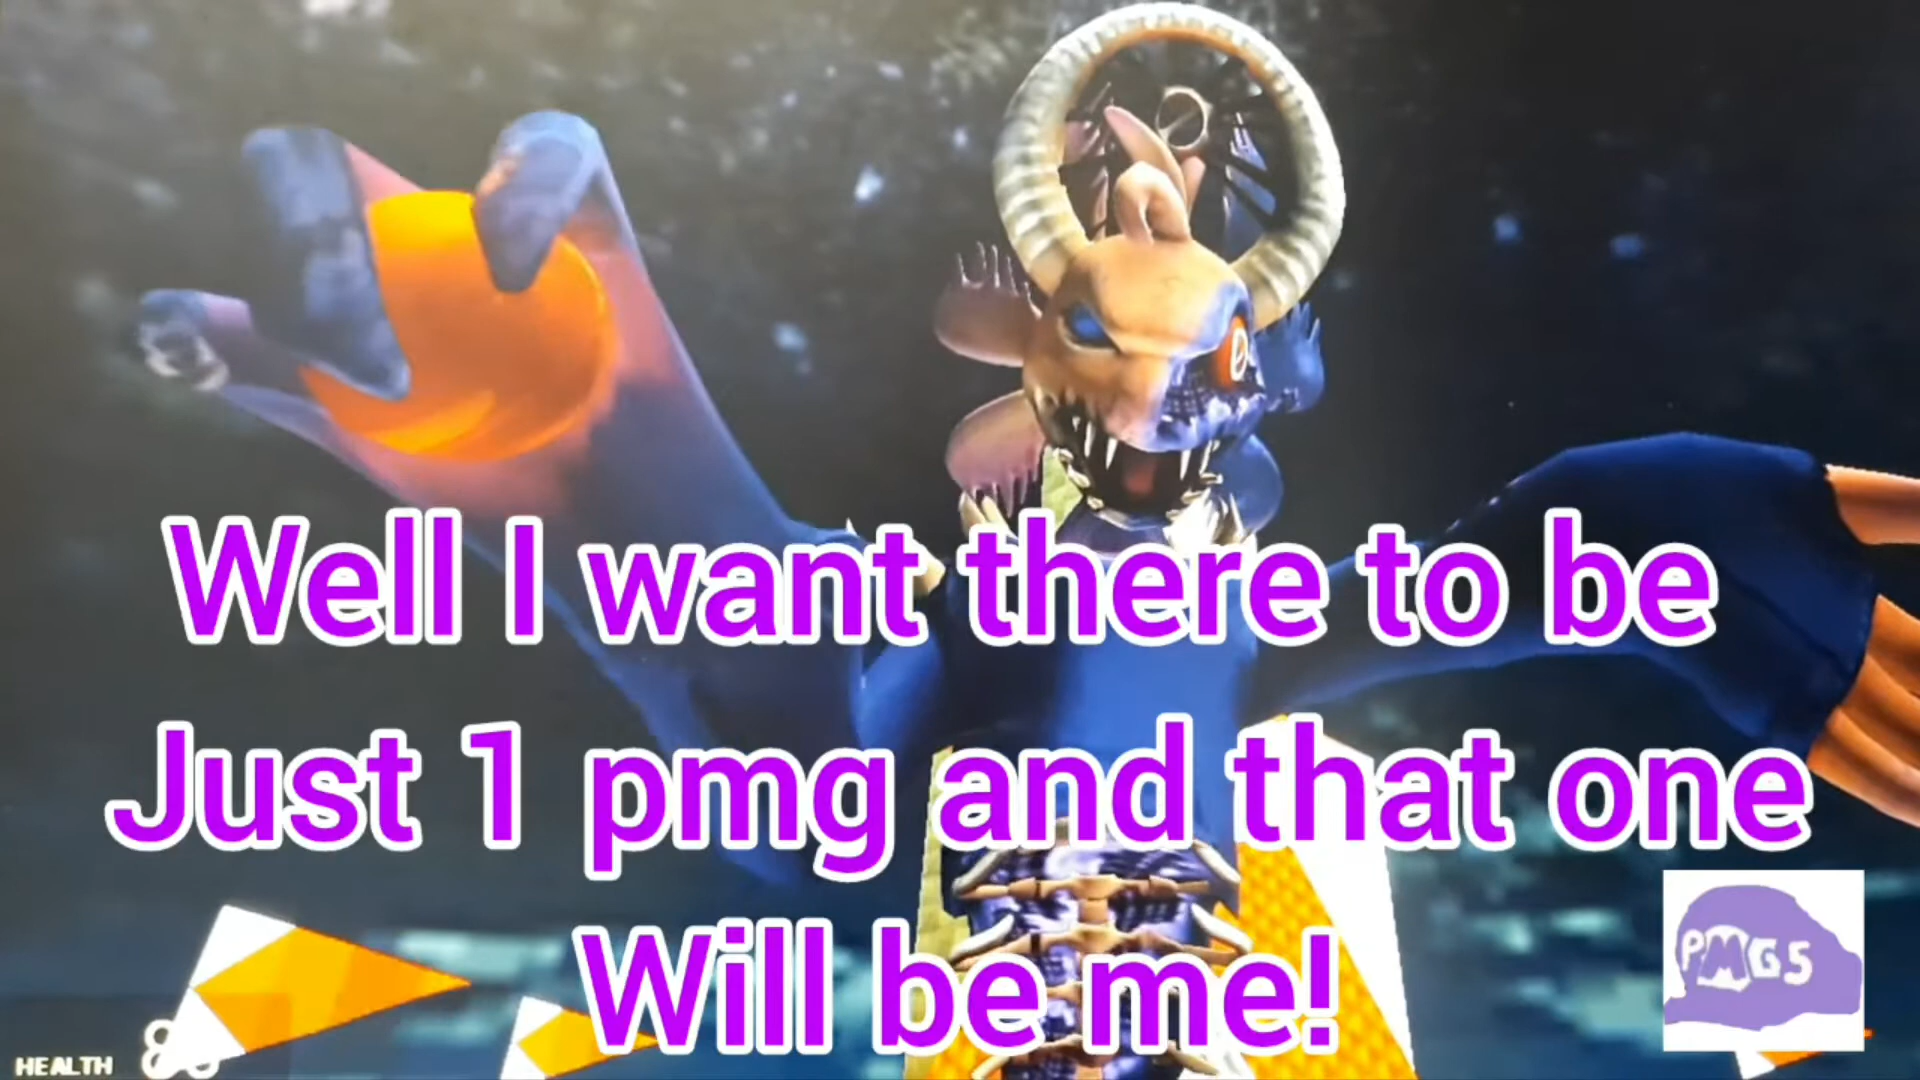 Well I want there to be
Just 1 pmg and that one
Will be me!
PMG5
HEALTH